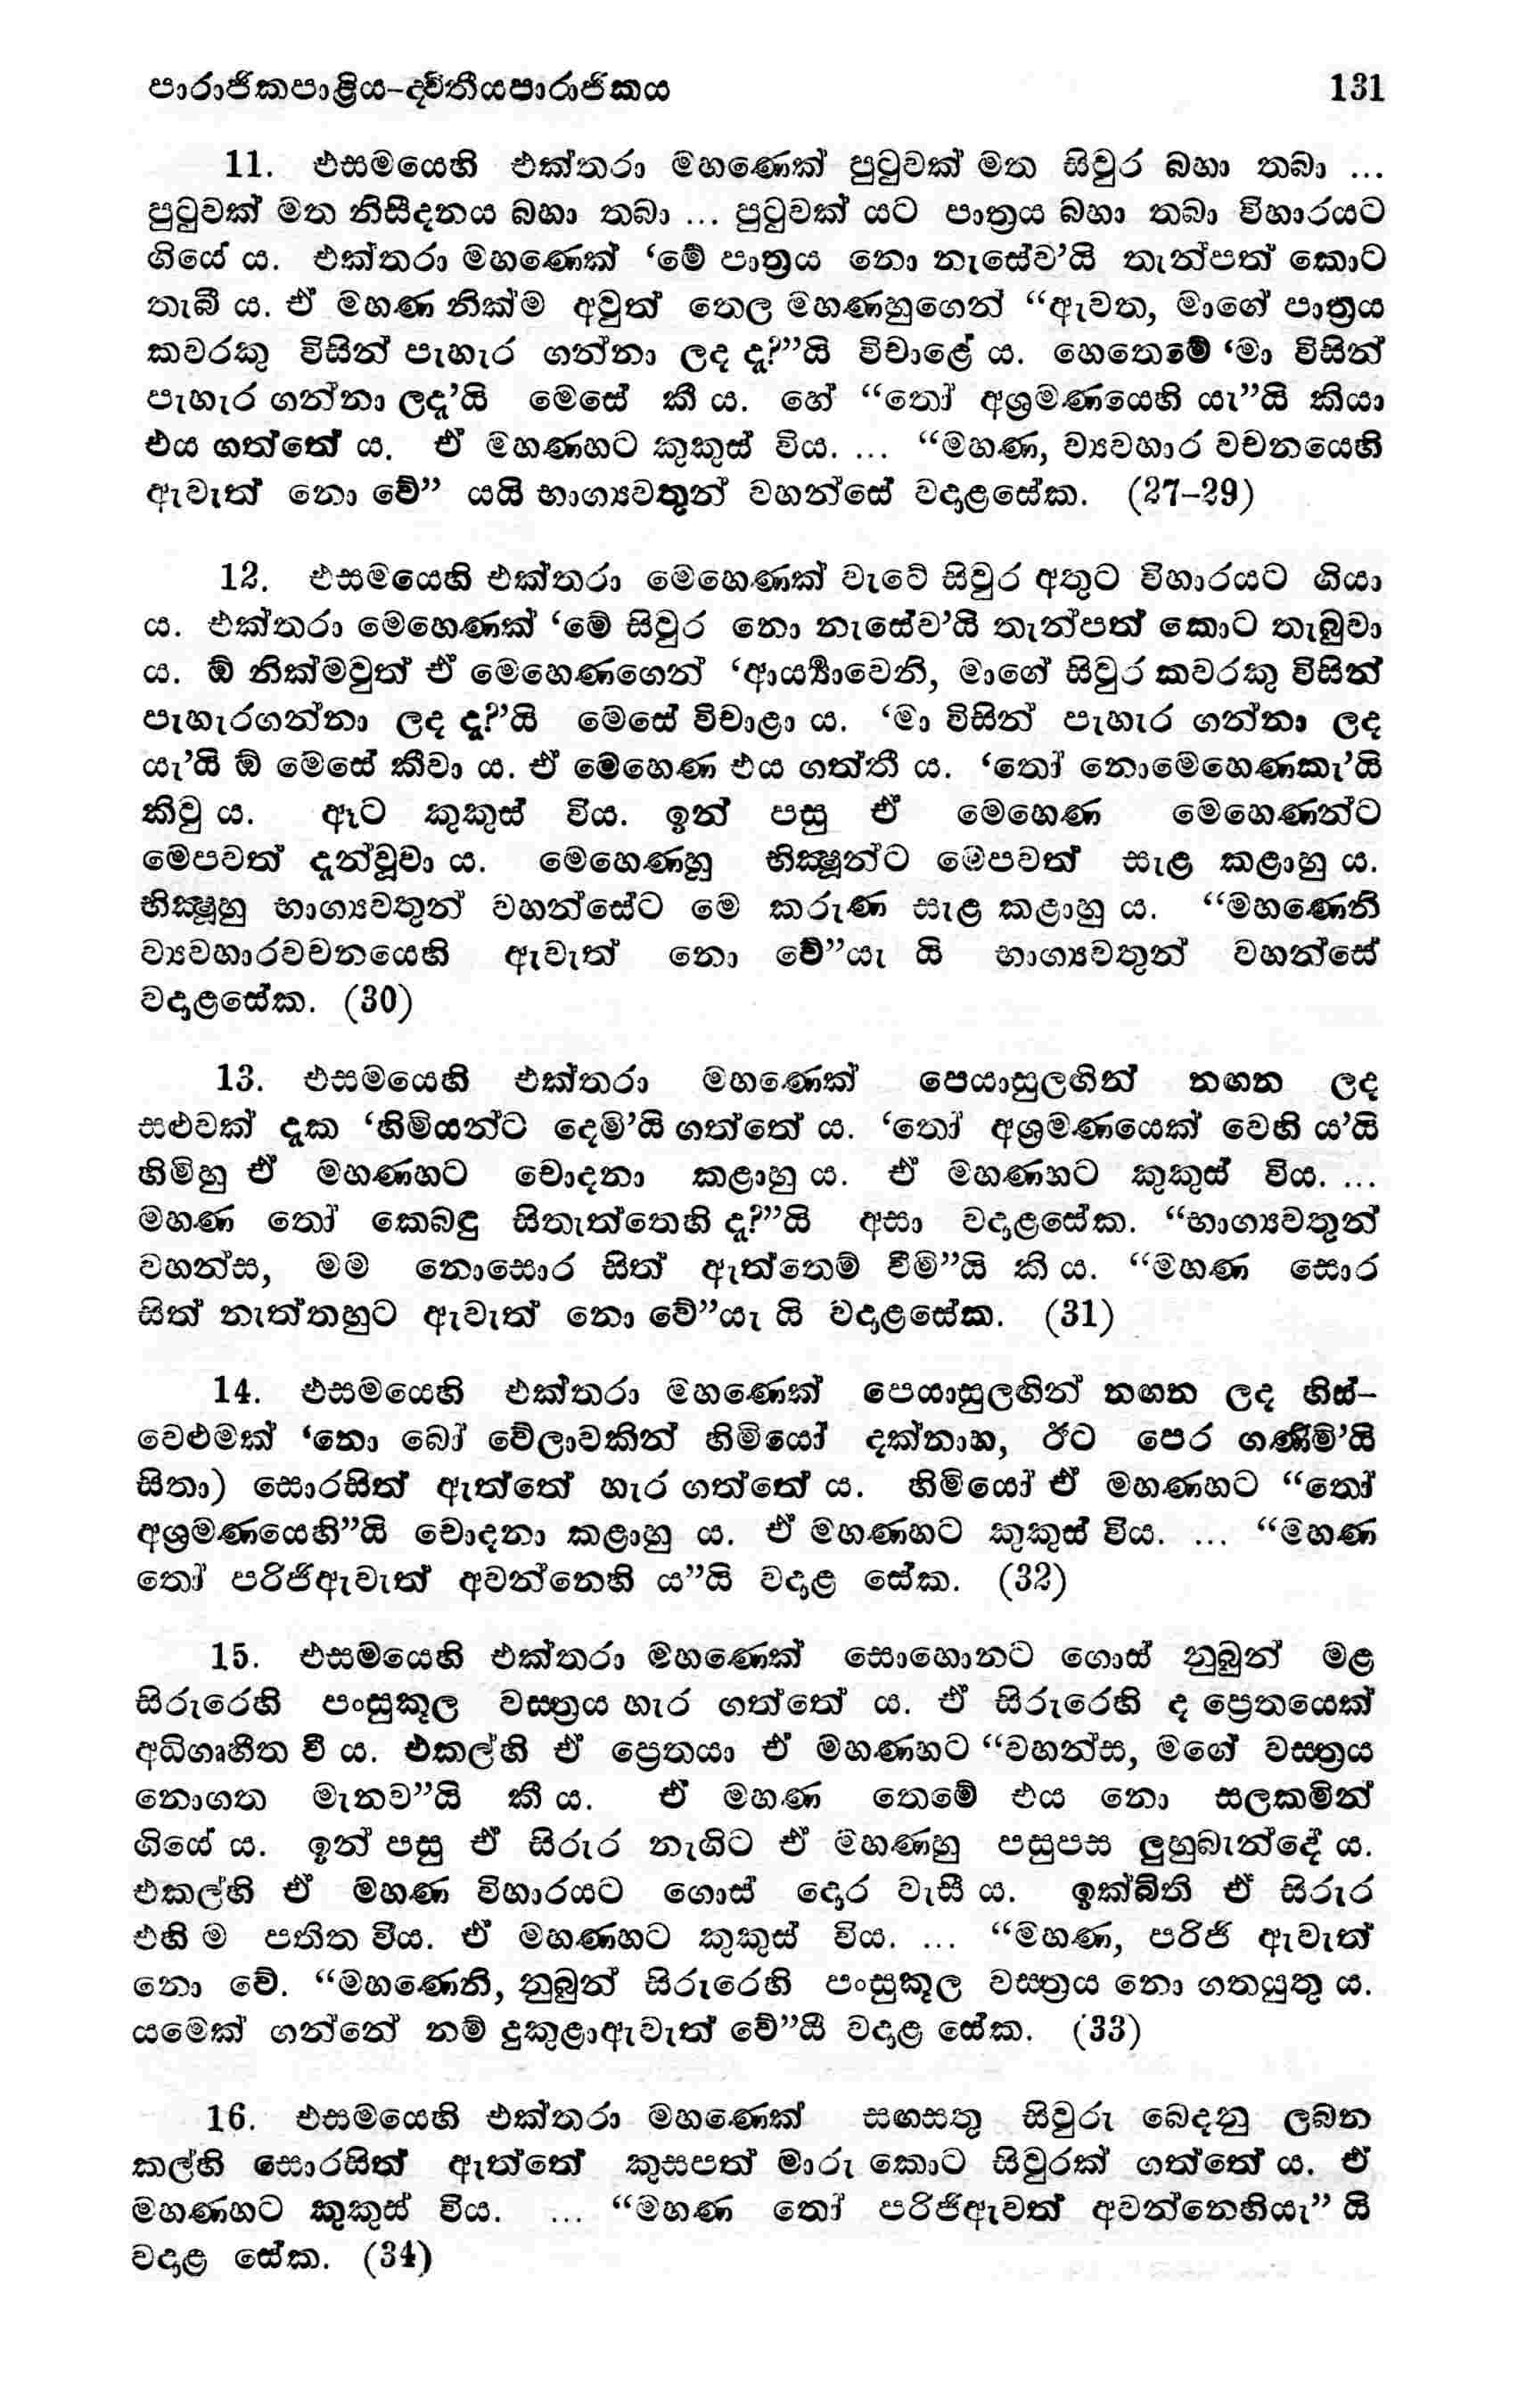 පාරාජිකපාළිය-දුවිතීයපාරාජිකය 131
11. එසමයෙහි එක්තරා මහණෙක් පුටුවක් මත සිවුර බහා තබා ...
පුටුවක් මත නිසීදනය බහා තබා ... පුටුවක් යට පාත්‍රය බහා තබා විහාරයට
ගියේ ය. එක්තරා මහණෙක් ‘මේ පාත්‍රය නො නැසේව’යි තැන්පත් කොට
තැබී ය. ඒ මහණ නික්ම අවුත් තෙල මහණහුගෙන් “ඇවත, මාගේ පාත්‍රය
කවරකු විසින් පැහැර ගන්නා ලද දැ?”යි විචාළේ ය. හෙතෙමේ ‘මා විසින්
පැහැර ගන්නා ලදැ’යි මෙසේ කී ය. හේ “තෝ අශ්‍රමණයෙහි යැ”යි කියා
එය ගත්තේ ය. ඒ මහණහට කුකුස් විය. ... “මහණ, ව්‍යවහාර වචනයෙහි
ඇවැත් නො වේ” යයි භාග්‍යවතුන් වහන්සේ වදාළසේක. (27-29)
12. එසමයෙහි එක්තරා මෙහෙණක් වැටේ සිවුර අතුට විහාරයට ගියා
ය. එක්තරා මෙහෙණක් ‘මේ සිවුර නො නැසේව’යි තැන්පත් කොට තැබුවා
ය. ඕ නික්මවුත් ඒ මෙහෙණගෙන් ‘ආර්‍ය්‍යාවෙනි, මාගේ සිවුර කවරකු විසින්
පැහැරගන්නා ලද දැ?’යි මෙසේ විචාළා ය. ‘මා විසින් පැහැර ගන්නා ලද
යැ’යි ඕ මෙසේ කීවා ය. ඒ මෙහෙණ එය ගත්තී ය. ‘තෝ නොමෙහෙණකැ’යි
කිවු ය. ඈට කුකුස් විය. ඉන් පසු ඒ මෙහෙණ මෙහෙණන්ට
මෙපවත් දැන්වූවා ය. මෙහෙණහු භික්‍ෂූන්ට මෙපවත් සැළ කළාහු ය.
භික්‍ෂූහු භාග්‍යවතුන් වහන්සේට මෙ කරුණ සැළ කළාහු ය. “මහණෙනි
ව්‍යවහාරවචනයෙහි ඇවැත් නො වේ”යැ යි භාග්‍යවතුන් වහන්සේ
වදාළසේක. (30)
13. එසමයෙහි එක්තරා මහණෙක් පෙයාසුලඟින් නඟන ලද
සළුවක් දැක ‘හිමියන්ට දෙමි’යි ගත්තේ ය. ‘තෝ අශ්‍රමණයෙක් වෙහි ය’යි
හිමිහු ඒ මහණහට චොදනා කළාහු ය. ඒ මහණහට කුකුස් විය. ...
මහණ තෝ කෙබඳු සිතැත්තෙහි දැ?”යි අසා වදාළසේක. “භාග්‍යවතුන්
වහන්ස, මම නොසොර සිත් ඇත්තෙම් වීමි”යි කි ය. “මහණ සොර
සිත් නැත්තහුට ඇවැත් නො වේ”යැ යි වදාළසේක. (31)
14. එසමයෙහි එක්තරා මහණෙක් පෙයාසුලඟින් නඟන ලද හිස්-
වෙළුමක් ‘නො බෝ වේලාවකින් හිමියෝ දක්නාහ, ඊට පෙර ගණිමි’යි
සිතා) සොරසිත් ඇත්තේ හැර ගත්තේ ය. හිමියෝ ඒ මහණහට “තෝ
අශ්‍රමණයෙහි”යි චොදනා කළාහු ය. ඒ මහණහට කුකුස් විය. ... “මහණ
තෝ පරිජිඇවැත් අවන්නෙහි ය”යි වදාළ සේක. (32)
15. එසමයෙහි එක්තරා මහණෙක් සොහොනට ගොස් නුබුන් මළ
සිරුරෙහි පංසුකූල වස්ත්‍රය හැර ගත්තේ ය. ඒ සිරුරෙහි ද ප්‍රෙතයෙක්
අධිගෘහීත වී ය. එකල්හි ඒ ප්‍රෙතයා ඒ මහණහට “වහන්ස, මගේ වස්ත්‍රය
නොගත මැනව”යි කී ය. ඒ මහණ තෙමේ එය නො සලකමින්
ගියේ ය. ඉන් පසු ඒ සිරුර නැගිට ඒ මහණහු පසුපස ලුහුබැන්දේ ය.
එකල්හි ඒ මහණ විහාරයට ගොස් දොර වැසී ය. ඉක්බිති ඒ සිරුර
එහි ම පතිත විය. ඒ මහණහට කුකුස් විය. ... “මහණ, පරිජි ඇවැත්
නො වේ. “මහණෙනි, නුබුන් සිරුරෙහි පංසුකූල වස්ත්‍රය නො ගතයුතු ය.
යමෙක් ගන්නේ නම් දුකුළාඇවැත් වේ”යි වදාළ සේක. (33)
16. එසමයෙහි එක්තරා මහණෙක් සඟසතු සිවුරු බෙදනු ලබන
කල්හි සොරසිත් ඇත්තේ කුසපත් මාරු කොට සිවුරක් ගත්තේ ය. ඒ
මහණහට කුකුස් විය. ... “මහණ තෝ පරිජිඇවත් අවන්නෙහියැ” යි
වදාළ සේක. (34)